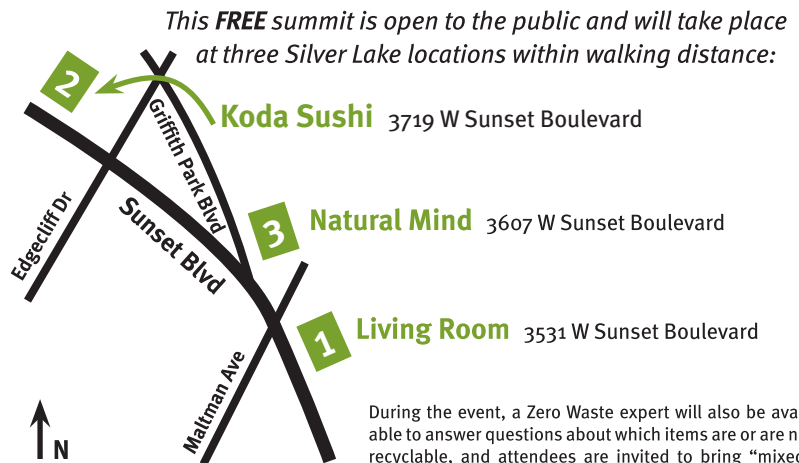 This FREE summit is open to the public and will take place
at three Silver Lake locations within walking distance:
2
Koda Sushi 3719 W Sunset Boulevard
Griffith Park Blvd
Edgecliff Dr
Sunset Blvd
3
Natural Mind 3607 W Sunset Boulevard
1
Living Room 3531 W Sunset Boulevard
Maltman Ave
N
During the event, a Zero Waste expert will also be ava
able to answer questions about which items are or are n
recyclable, and attendees are invited to bring “mixed